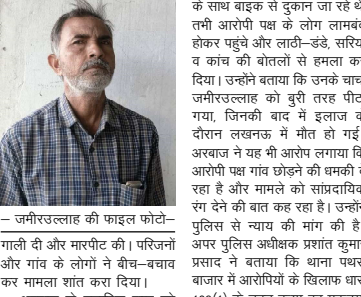 – जमीरउल्लाह की फाइल फोटो–
गाली दी और मारपीट की। परिजनों
और गांव के लोगों ने बीच–बचाव
कर मामला शांत करा दिया।
के साथ बाइक से दुकान जा रहे थे
तभी आरोपी पक्ष के लोग लामबंद
होकर पहुंचे और लाठी–डंडे, सरिया
व कांच की बोतलों से हमला कर
दिया। उन्होंने बताया कि उनके चाचा
जमीरउल्लाह को बुरी तरह पीटा
गया, जिनकी बाद में इलाज के
दौरान लखनऊ में मौत हो गई।
अरबाज ने यह भी आरोप लगाया कि
आरोपी पक्ष गांव छोड़ने की धमकी दे
रहा है और मामले को सांप्रदायिक
रंग देने की बात कह रहा है। उन्होंने
पुलिस से न्याय की मांग की है।
अपर पुलिस अधीक्षक प्रशांत कुमार
प्रसाद ने बताया कि थाना पथरा
बाजार में आरोपियों के खिलाफ धारा